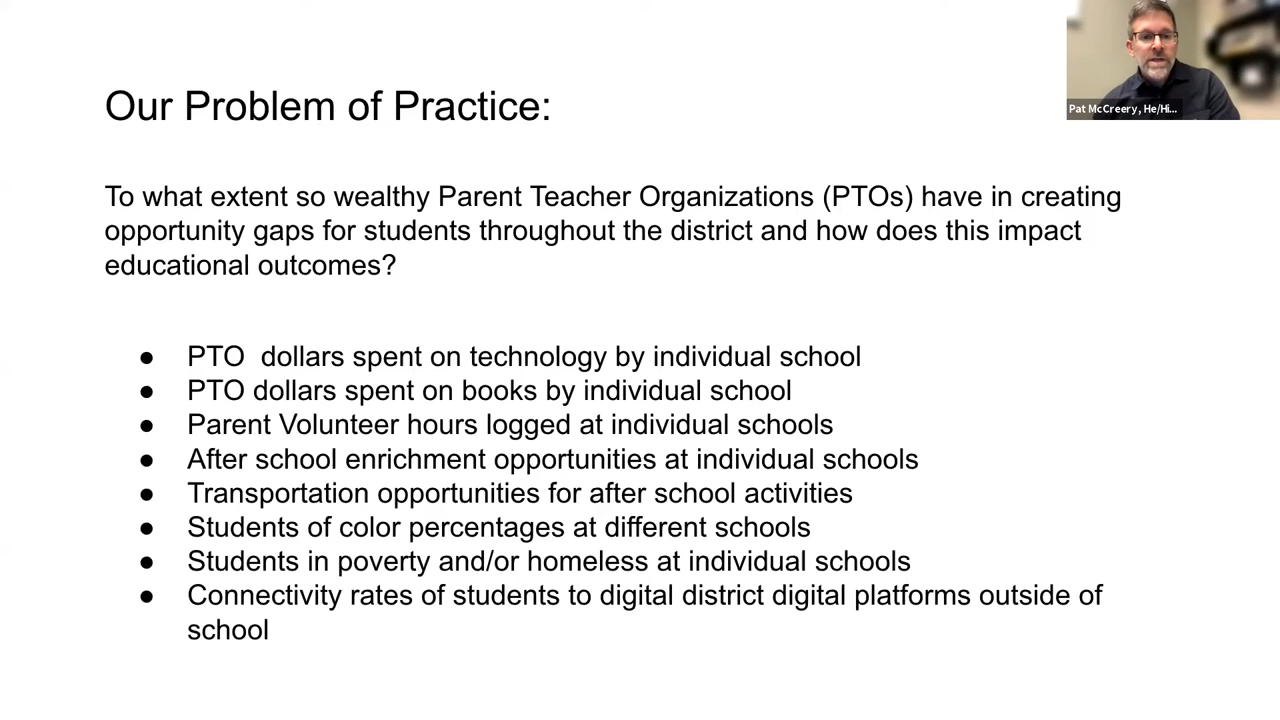 Our Problem of Practice:
To what extent so wealthy Parent Teacher Organizations (PTOs) have in creating
opportunity gaps for students throughout the district and how does this impact
educational outcomes?
● PTO  dollars spent on technology by individual school
● PTO dollars spent on books by individual school
● Parent Volunteer hours logged at individual schools
● After school enrichment opportunities at individual schools
● Transportation opportunities for after school activities
● Students of color percentages at different schools
● Students in poverty and/or homeless at individual schools
● Connectivity rates of students to digital district digital platforms outside of
school
Pat McCreery, He/Hi...